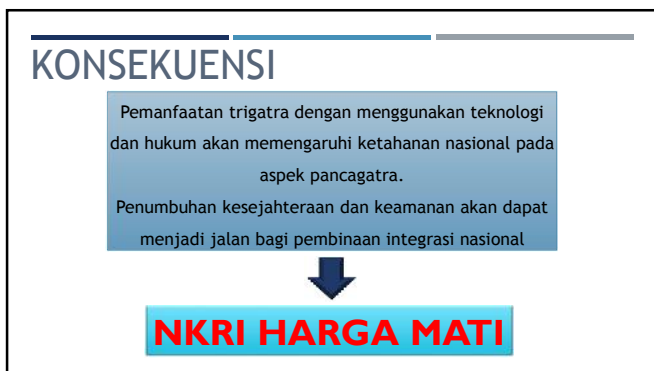 KONSEKUENSI
Pemanfaatan trigatra dengan menggunakan teknologi
dan hukum akan memengaruhi ketahanan nasional pada
aspek pancagatra.
Penumbuhan kesejahteraan dan keamanan akan dapat
menjadi jalan bagi pembinaan integrasi nasional
NKRI HARGA MATI